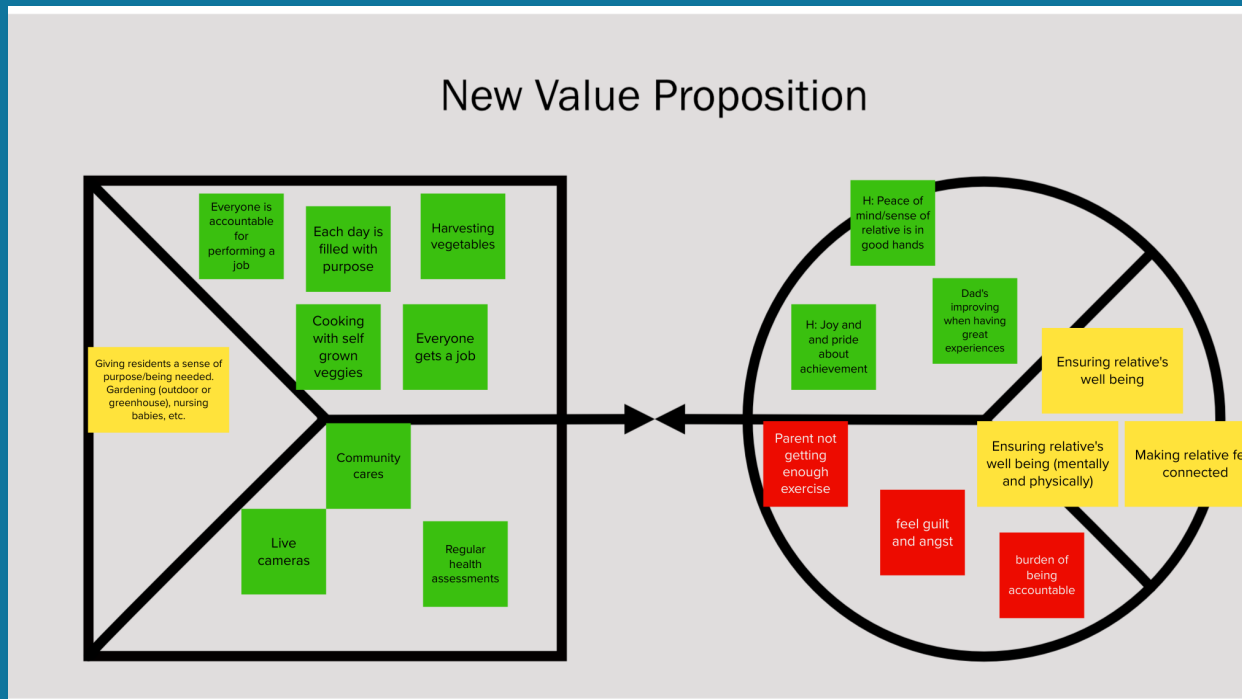 New Value Proposition
Everyone is
accountable
for
performing a
job
Each day is
filled with
purpose
Harvesting
vegetables
Cooking
with self
grown
veggies
Everyone
gets a job
Giving residents a sense of
purpose/being needed.
Gardening (outdoor or
greenhouse), nursing
babies, etc.
Community
cares
Live
cameras
Regular
health
assessments
H: Peace of
mind/sense of
relative is in
good hands
Dad's
improving
when having
great
experiences
H: Joy and
and pride
about
achievement
Ensuring relative's
well being
Ensuring relative's
well being (mentally
and physically)
Making relative
connected
Parent not
getting
enough
exercise
feel guilt
and angst
burden of
being
accountable